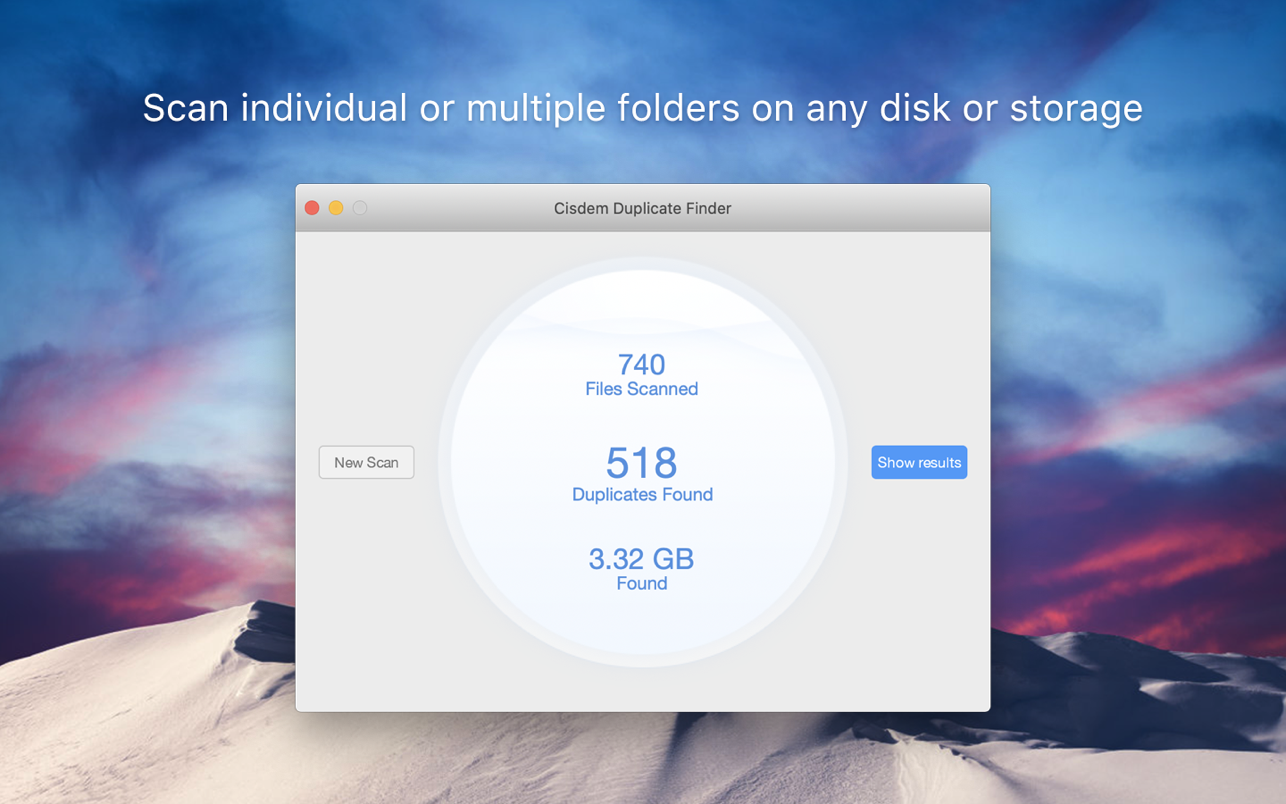 Scan individual or multiple folders on any disk or storage
Cisdem Duplicate Finder
740
Files Scanned
New Scan
518
Duplicates Found
Show results
3.32 GB
Found